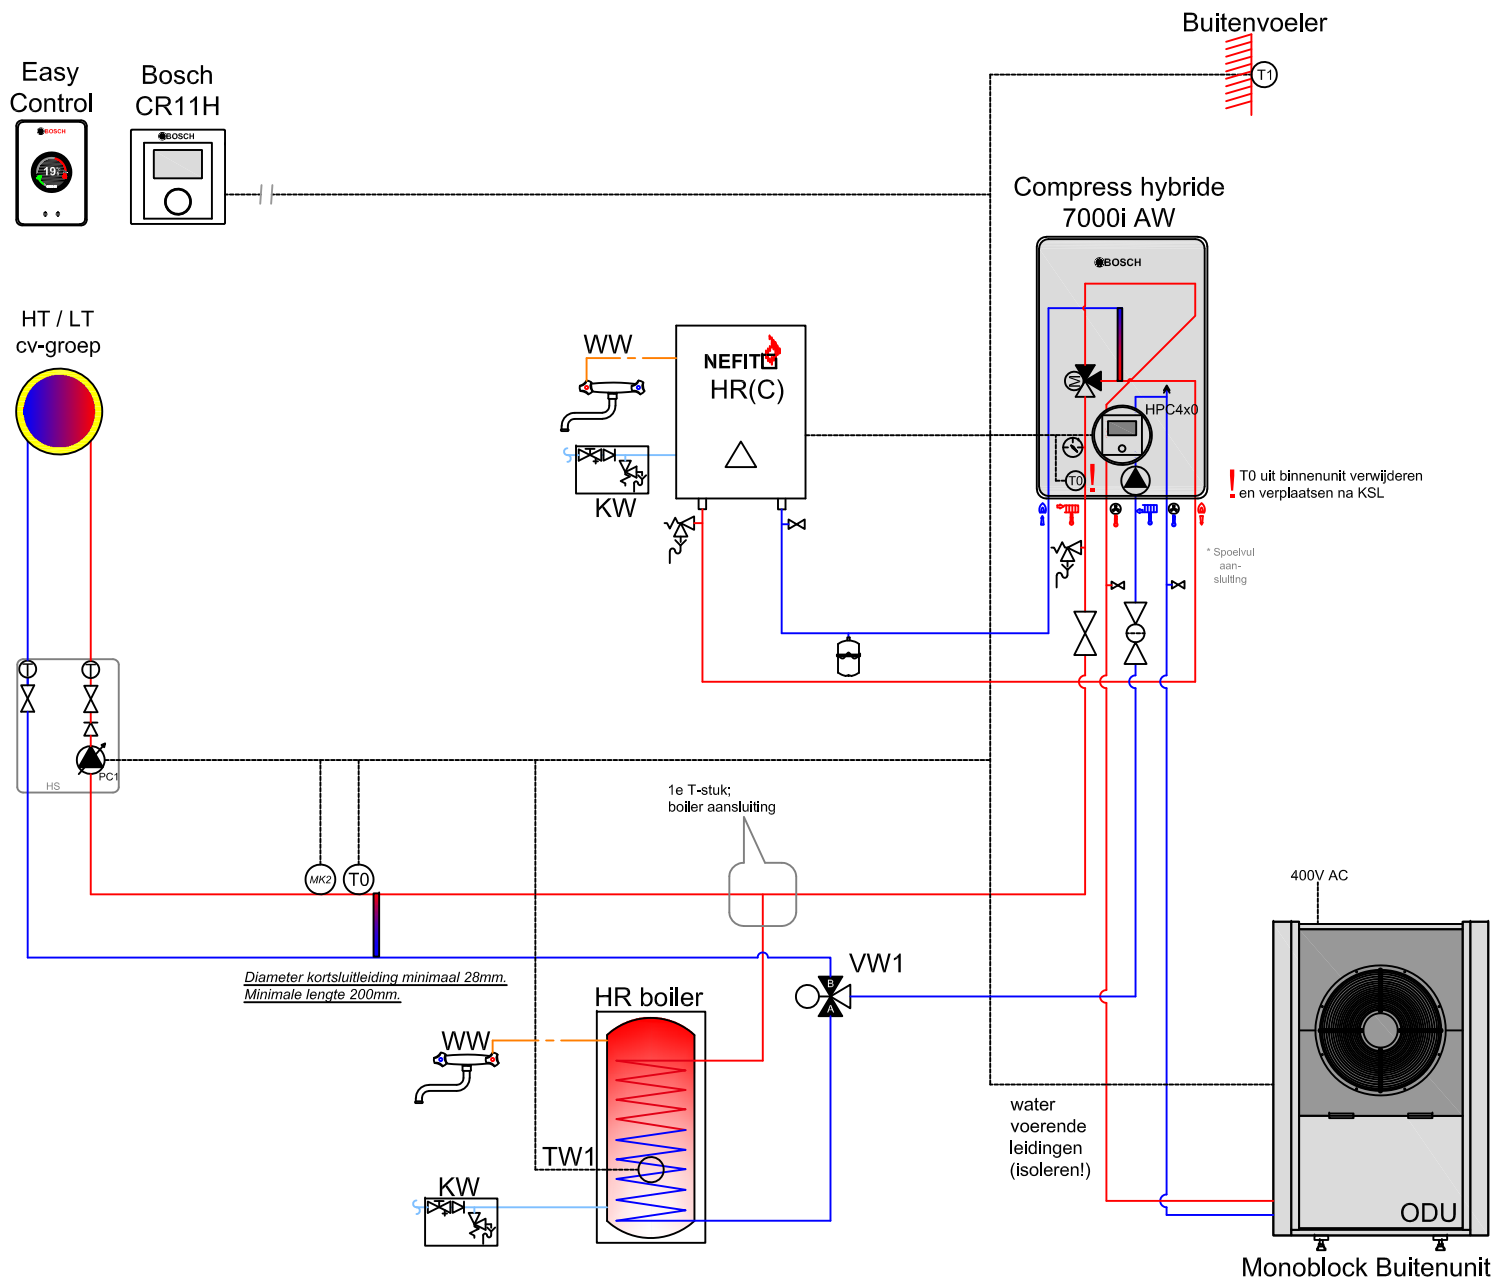 Buitenvoeler
T1
Easy
Control
BOSCH
19
Bosch
CR11H
BOSCH
Compress hybride
7000i AW
BOSCH
M
HPC4x0
T0
!
! T0 uit binnenunit verwijderen
en verplaatsen na KSL
* Spoelvul
aan-
sluiting
HT / LT
cv-groep
WW
NEFIT
HR(C)
KW
T
T
PC1
HS
1e T-stuk;
boiler aansluiting
MK2
T0
Diameter kortsluitleiding minimaal 28mm.
Minimale lengte 200mm.
VW1
B
A
HR boiler
WW
TW1
KW
400V AC
water
voerende
leidingen
(isoleren!)
ODU
Monoblock Buitenunit